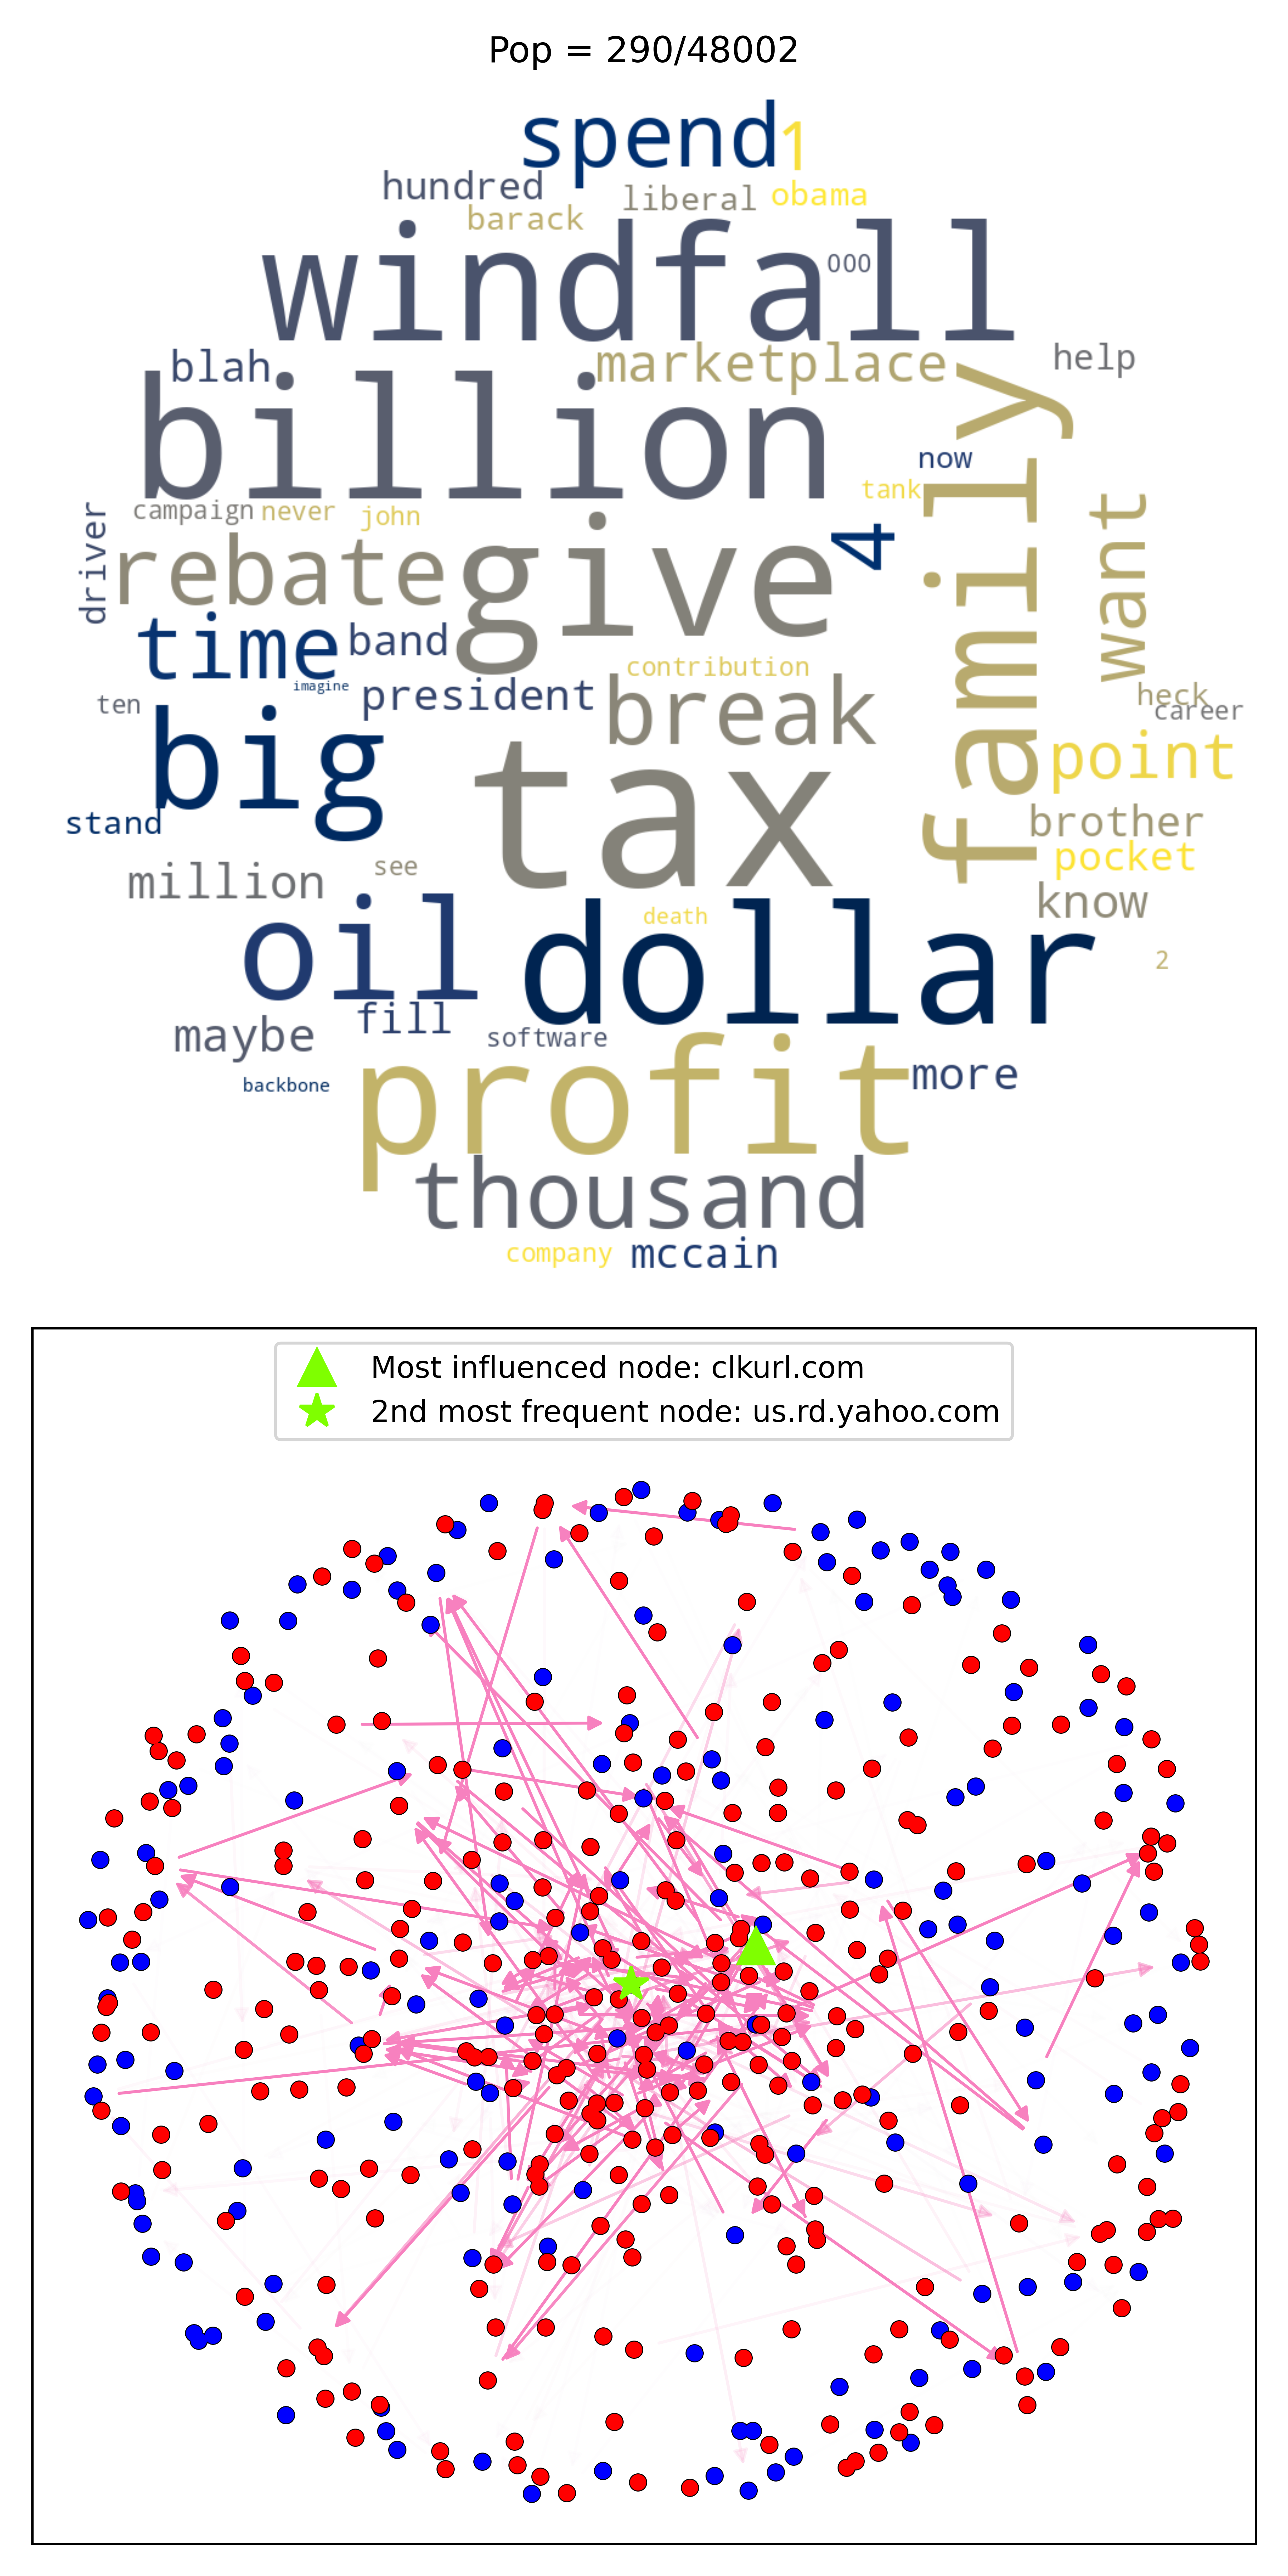 Pop = 290/48002
spend 1
hundred liberal obama
barack
windfall 000
blah marketplace help
billion family
now
tank
driver campaign never john 4 want
rebate give
time band
contribution
imagine
ten president break heck
career
big tax point
stand brother
million see pocket
know
oil death dollar 2
maybe fill software
backbone profit more
thousand
company mccain
Most influenced node: clkurl.com
2nd most frequent node: us.rd.yahoo.com